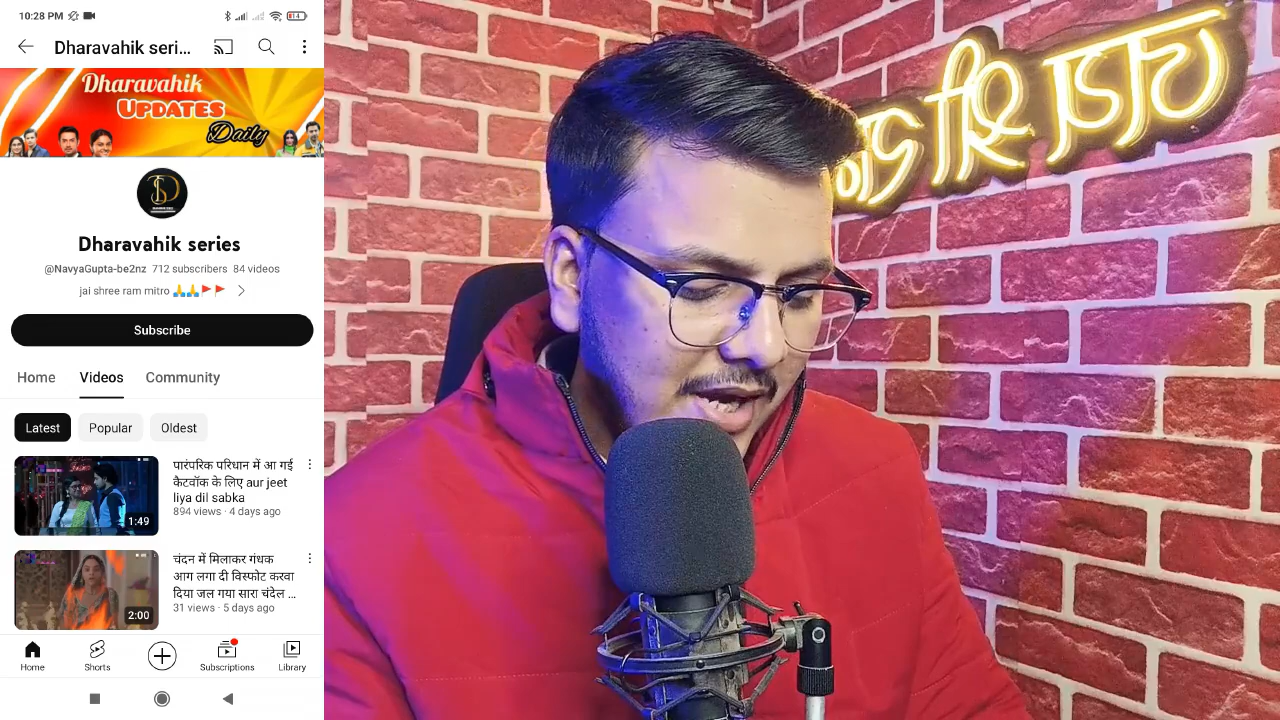 10:28 PM
14
Dharavahik seri...
Dharavahik
UPDATES
Daily
Dharavahik series
@NavyaGupta-be2nz 712 subscribers 84 videos
jai shree ram mitro 🙏🙏🚩🚩
Subscribe
Home Videos Community
Latest Popular Oldest
पारंपरिक परिधान में आ गई
कैटवॉक के लिए aur jeet
liya dil sabka
894 views · 4 days ago
1:49
चंदन में मिलाकर गंधक
आग लगा दी विस्फोट करवा
दिया जल गया सारा चंदेल ...
31 views · 5 days ago
2:00
Home Shorts Subscriptions Library